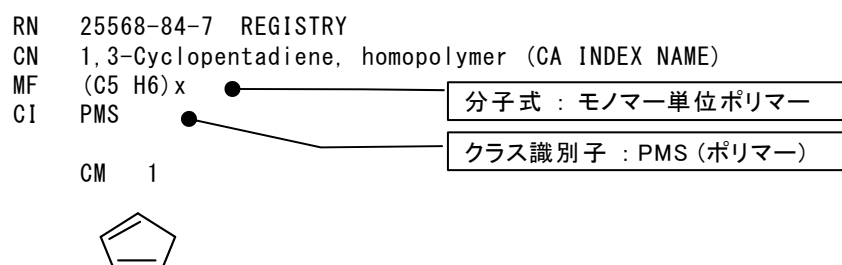 RN 25568-84-7 REGISTRY
CN 1,3-Cyclopentadiene, homopolymer (CA INDEX NAME)
MF (C5 H6)x
分子式 : モノマー単位ポリマー
CI PMS
クラス識別子 : PMS (ポリマー)
CM 1